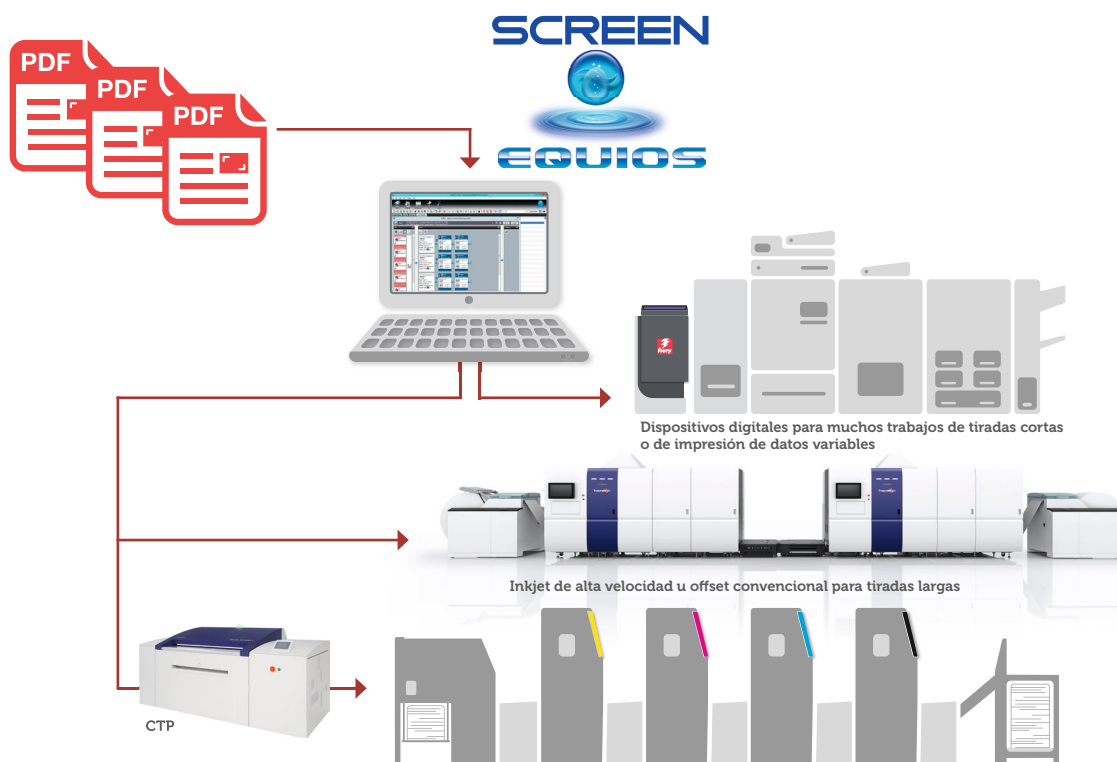 SCREEN
PDF
PDF
PDF
EQUIOS
fiery
Dispositivos digitales para muchos trabajos de tiradas cortas
o de impresión de datos variables
Inkjet de alta velocidad u offset convencional para tiradas largas
CTP